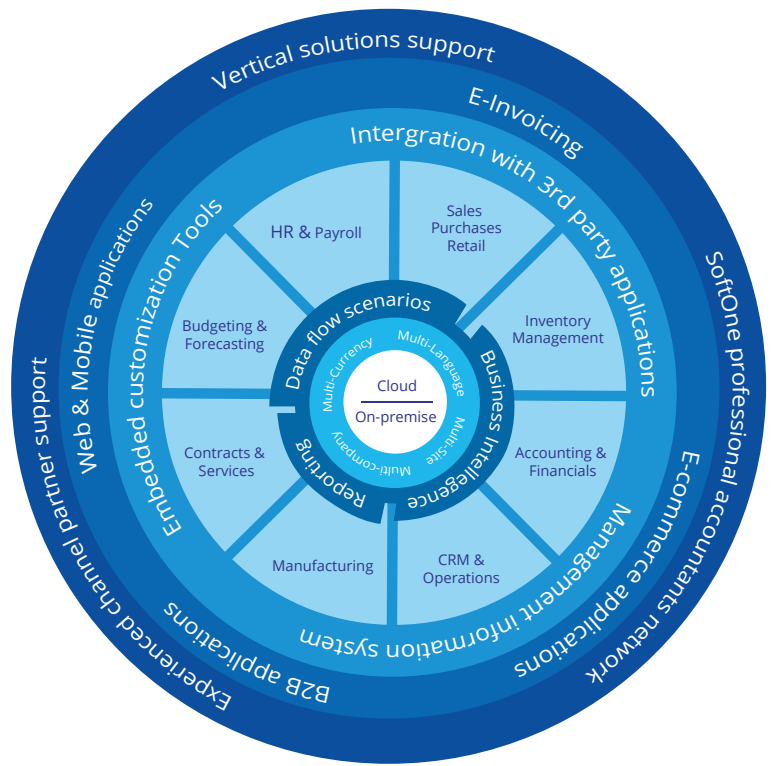 Vertical solutions support
SoftOne professional accountants network
Experienced channel partner support
E-Invoicing
E-commerce applications
B2B applications
Web & Mobile applications
Intergration with 3rd party applications
Management information system
Embedded customization Tools
HR & Payroll
Sales
Purchases
Retail
Inventory
Management
Accounting &
Financials
CRM &
Operations
Manufacturing
Contracts &
Services
Budgeting &
Forecasting
Data flow scenarios
Business Intellegence
Reporting
Multi-Currency
Multi-Language
Multi-Site
Multi-company
Cloud
On-premise